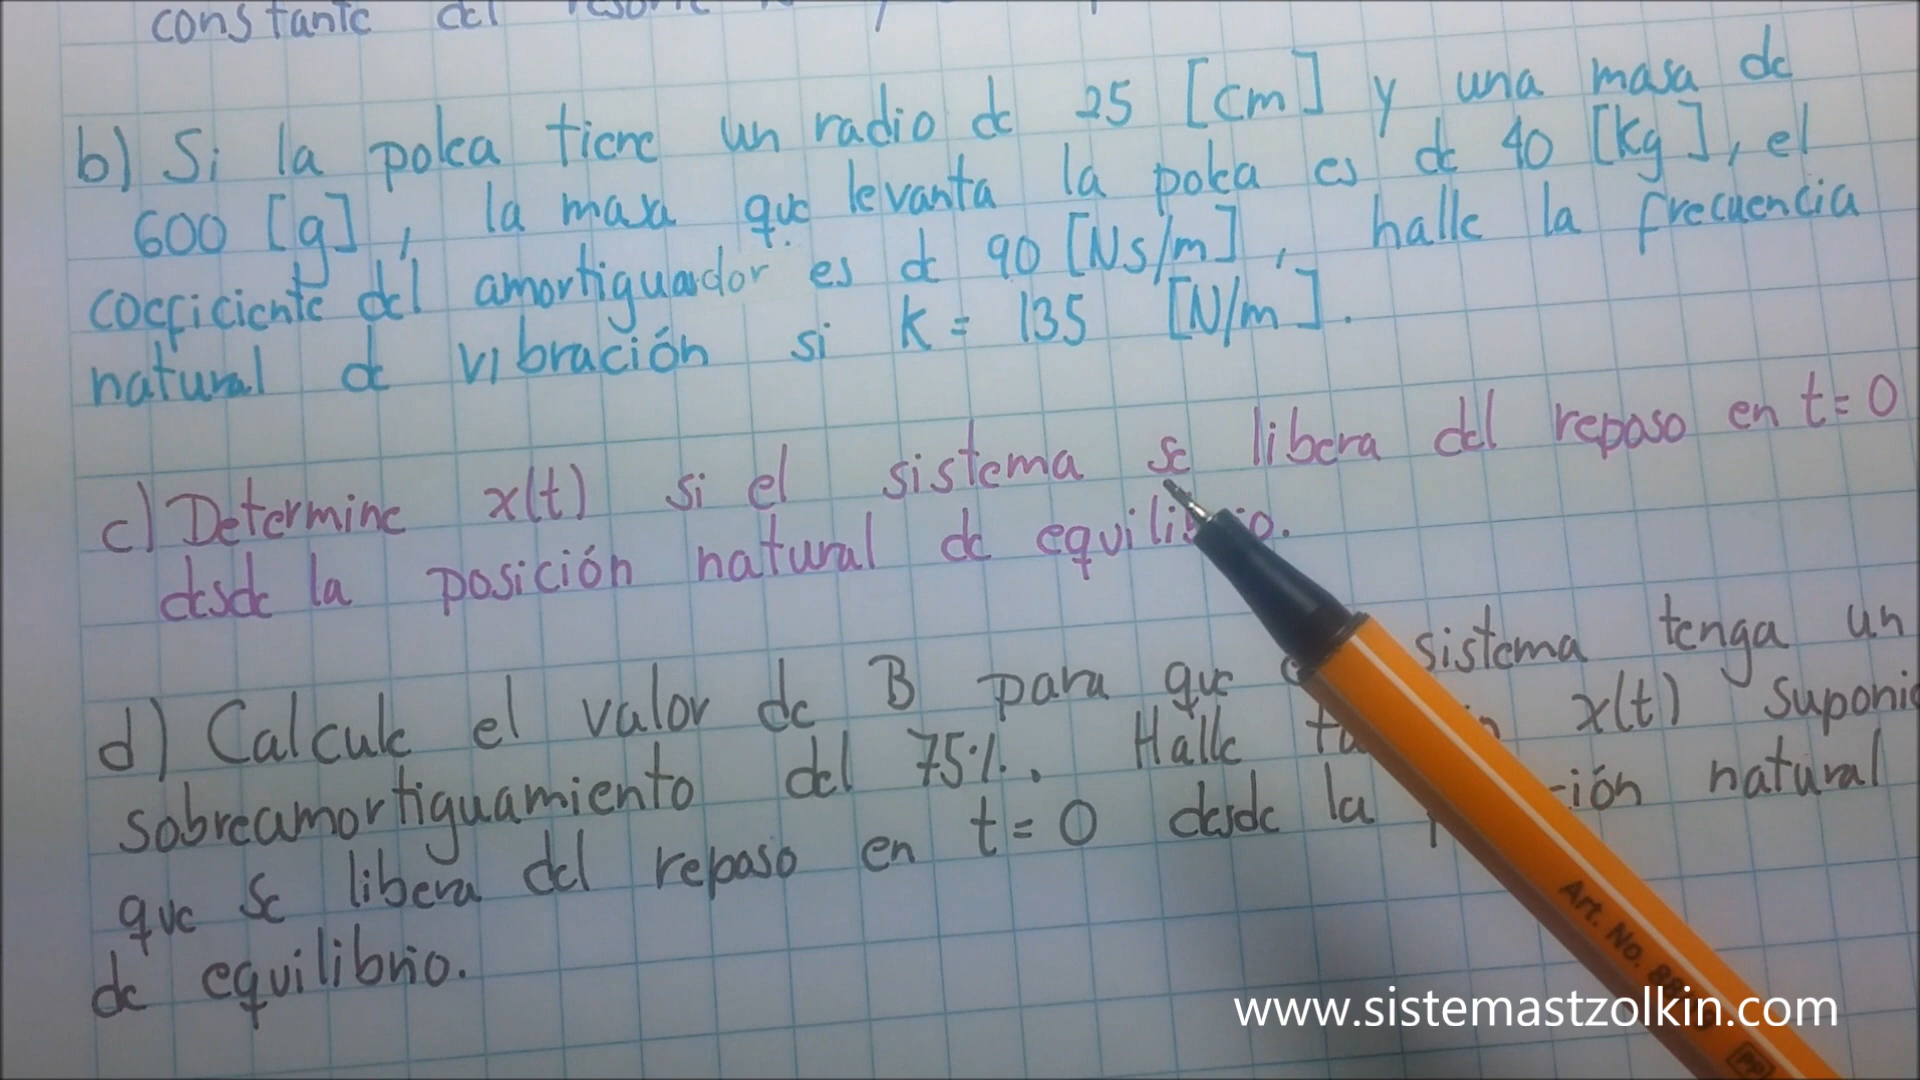 constante del
b) Si la polea tiene un radio de 25 [cm] y una masa de
600 [g], la masa que levanta la polea es de 40 [kg], el
coeficiente del amortiguador es de 90 [Ns/m], halle la frecuencia
natural de vibración si K = 135 [N/m].
c) Determine x(t) si el sistema se libera del reposo en t=0
desde la posición natural de equilibrio.
d) Calcule el valor de B para que sistema tenga un
sobreamortiguamiento del 75%. Halle x(t)
que se libera del reposo en t=0 desde la natural
de equilibrio.
www.sistemastzolkin.com
Art. No. 88